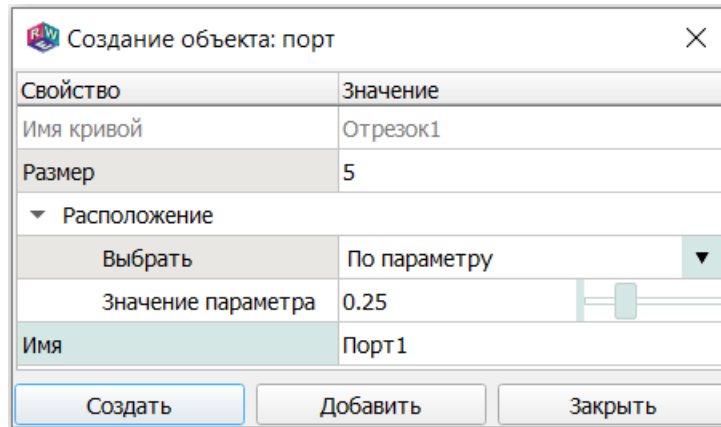 RW
Создание объекта: порт
Свойство Значение
Имя кривой Отрезок1
Размер 5
Расположение
Выбрать По параметру
Значение параметра 0.25
Имя Порт1
Создать Добавить Закрыть